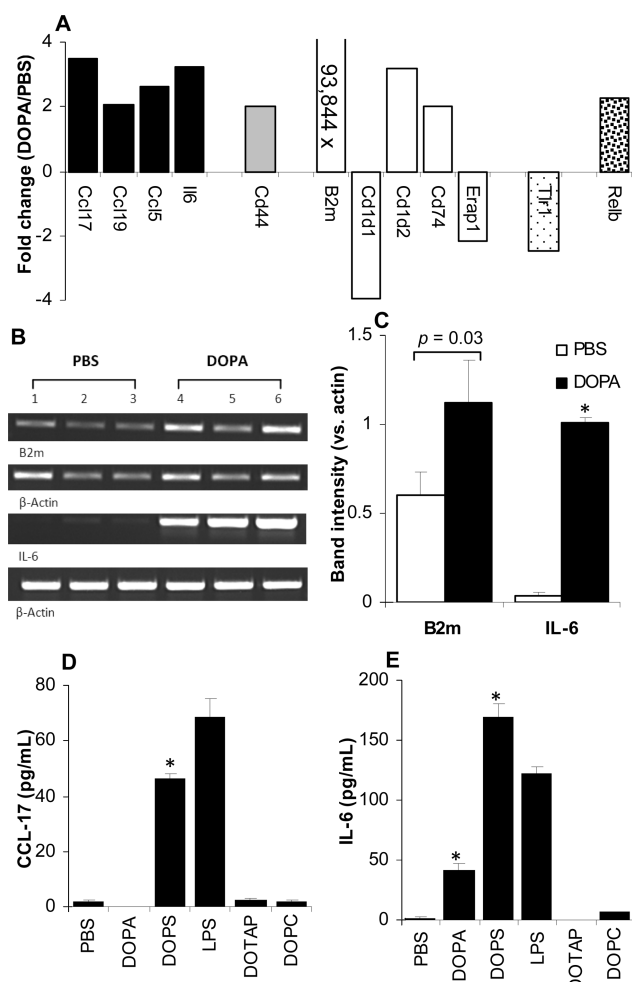 A
Fold change (DOPA/PBS)
4
2
0
-2
-4
Ccl17
Ccl19
Ccl5
Il6
Cd44
93,844 x
B2m
Cd1d1
Cd1d2
Cd74
Erap1
Tlr1
Relb
B
PBS
DOPA
1 2 3 4 5 6
B2m
β-Actin
IL-6
β-Actin
C
Band intensity (vs. actin)
1.5
1
0.5
0
p = 0.03
PBS
DOPA
*
B2m
IL-6
D
CCL-17 (pg/mL)
80
60
40
20
0
*
PBS
DOPA
DOPS
LPS
DOTAP
DOPC
E
IL-6 (pg/mL)
200
150
100
50
0
*
*
PBS
DOPA
DOPS
LPS
DOTAP
DOPC